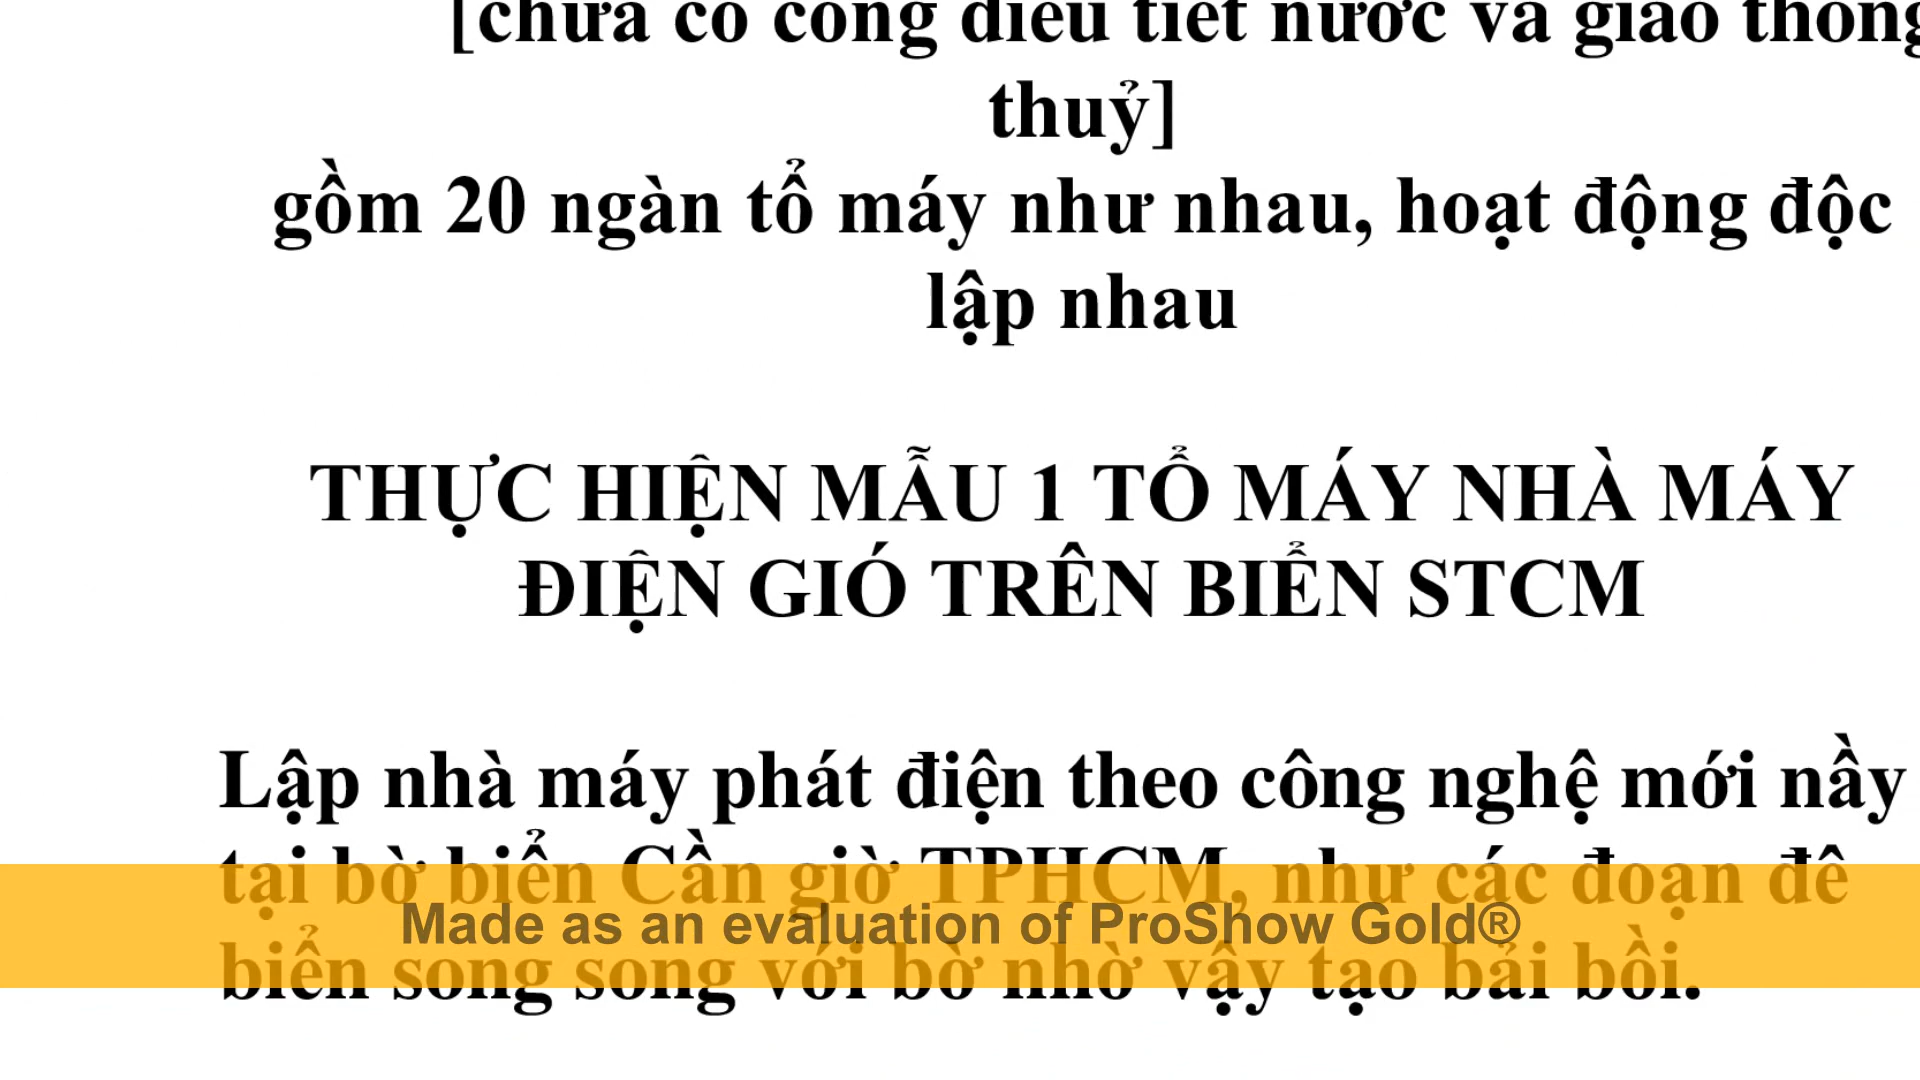 [chưa có cống điều tiết nước và giao thông
thuỷ]
gồm 20 ngàn tổ máy như nhau, hoạt động độc
lập nhau
THỰC HIỆN MẪU 1 TỔ MÁY NHÀ MÁY
ĐIỆN GIÓ TRÊN BIỂN STCM
Lập nhà máy phát điện theo công nghệ mới nầy
tại bờ biển Cần giờ TPHCM, như các đoạn đê
Made as an evaluation of ProShow Gold®
biển song song với bờ nhờ vậy tạo bải bồi.